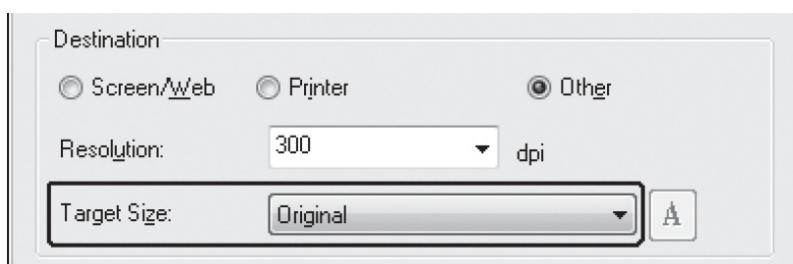 Destination
Screen/Web Printer Other
Resolution: 300 dpi
Target Size: Original A